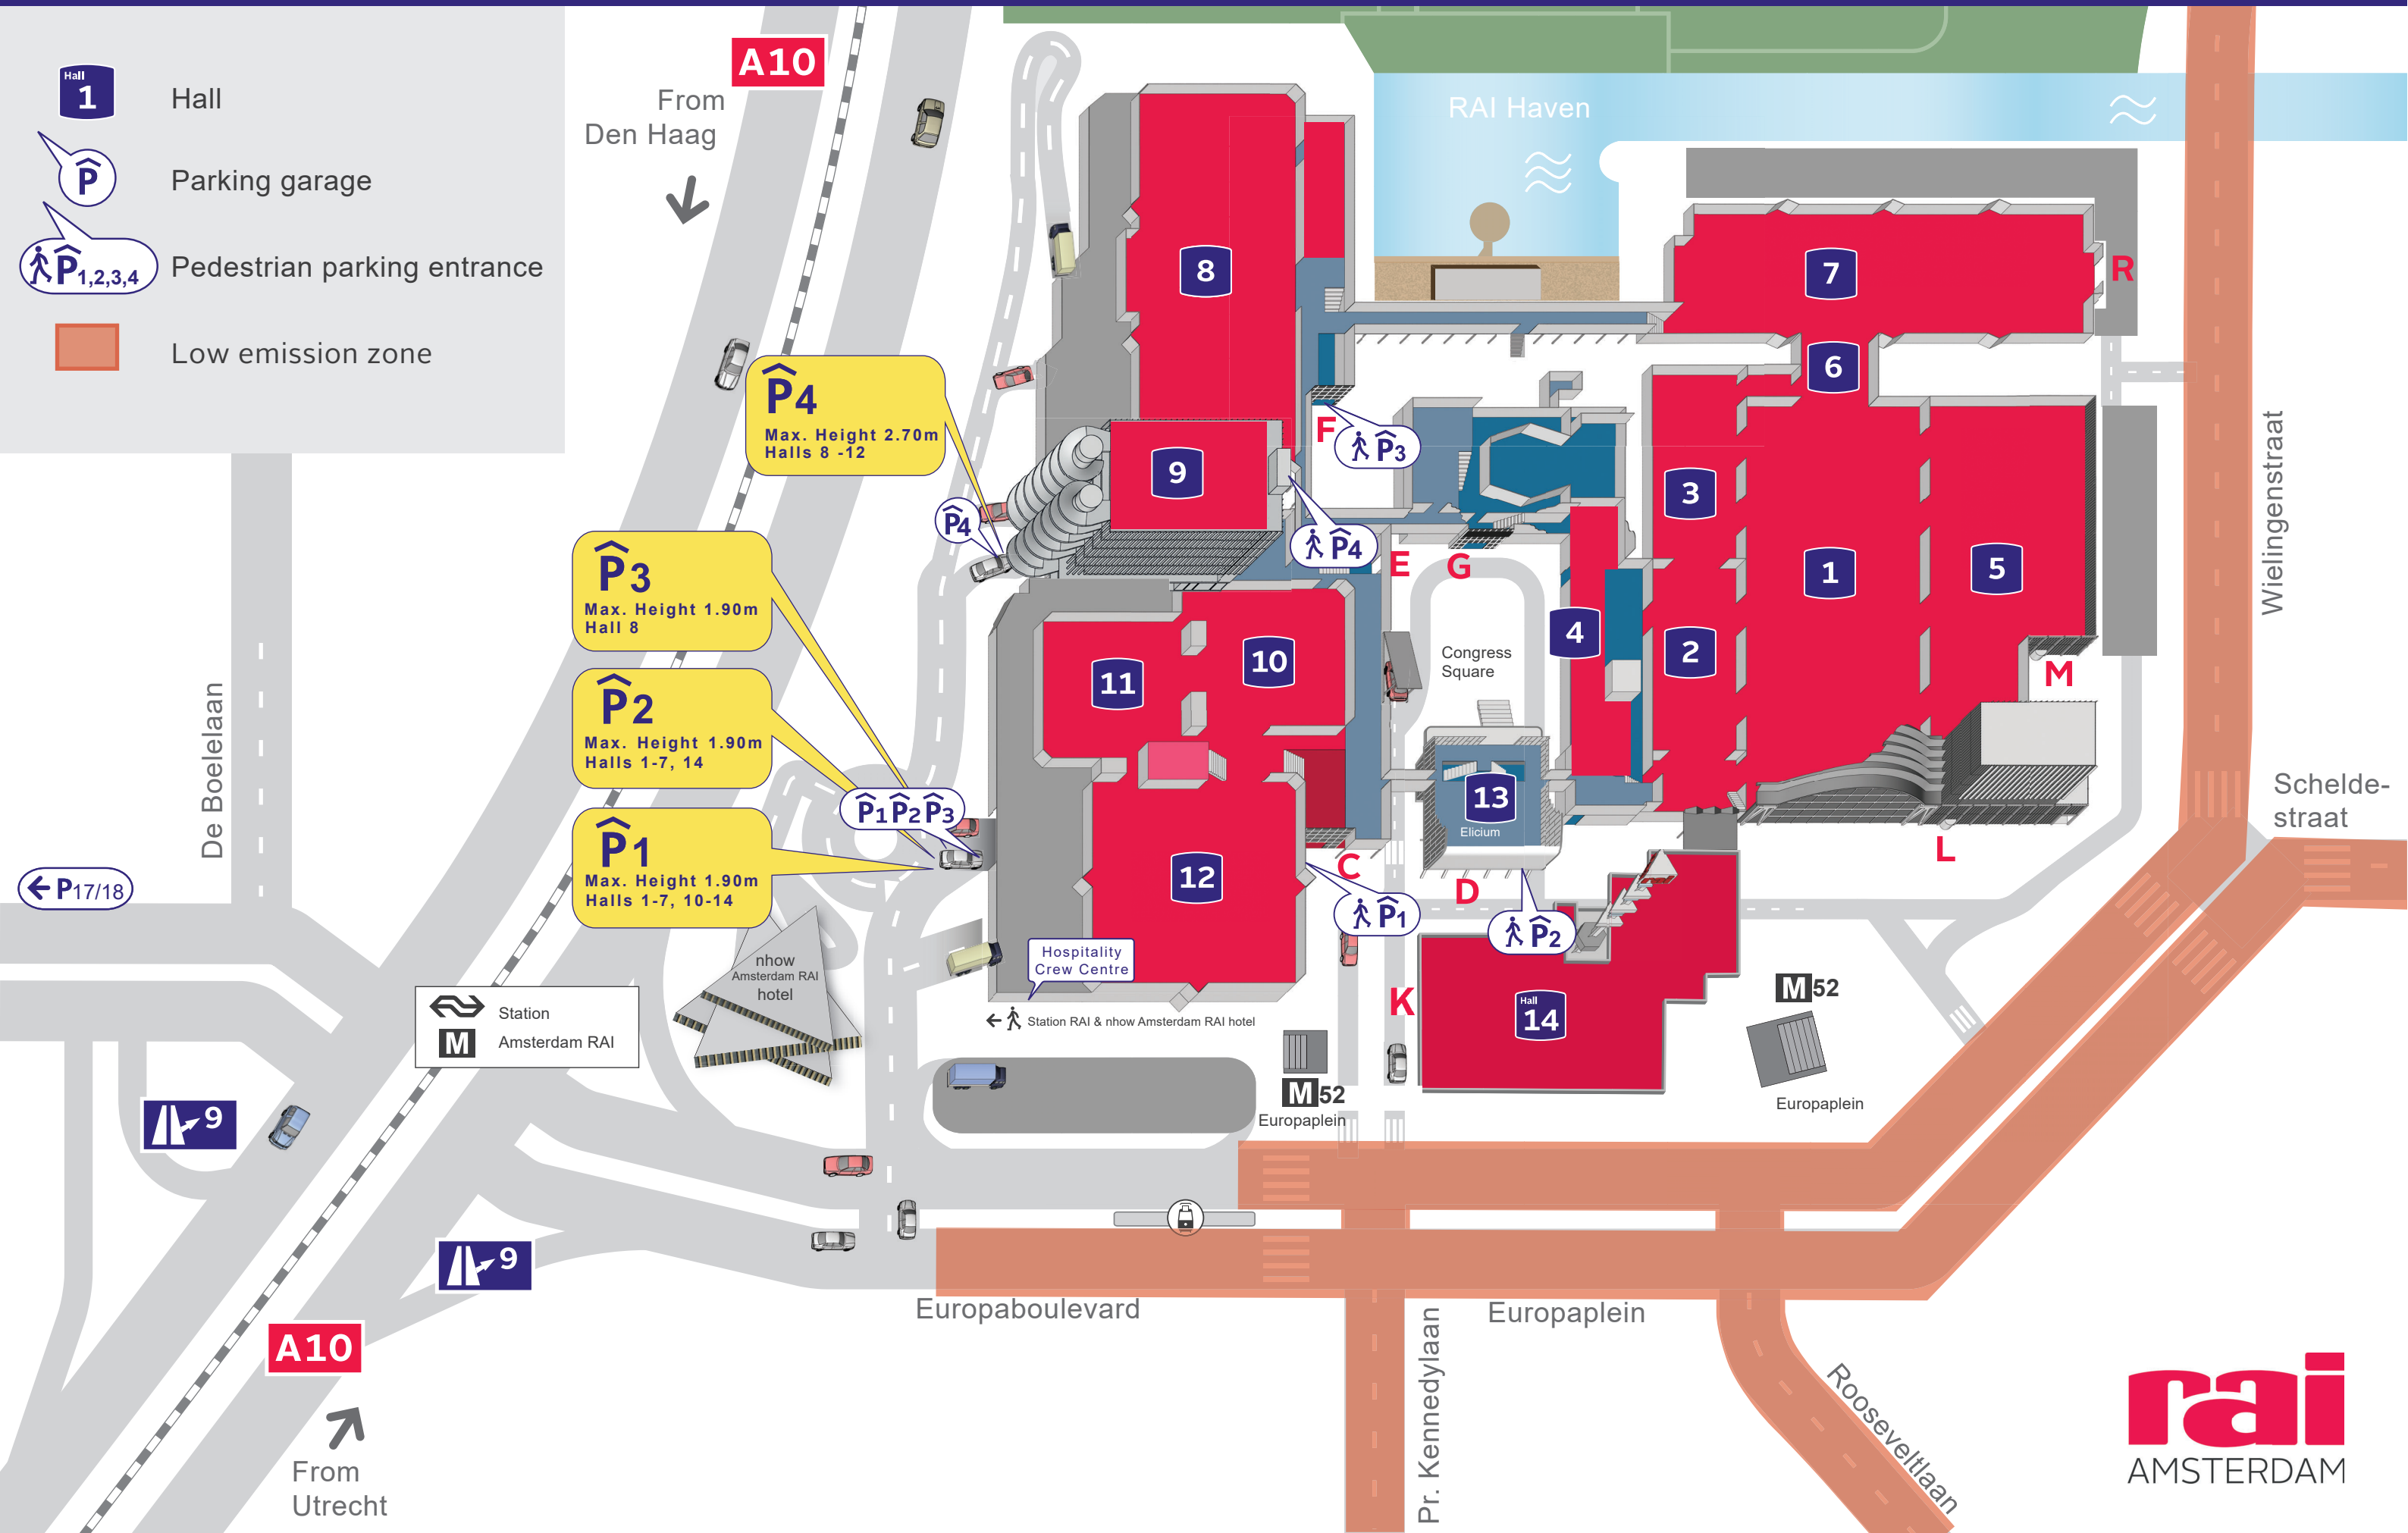 Hall
1
Hall
P
Parking garage
P1,2,3,4
Pedestrian parking entrance
Low emission zone
A10
From
Den Haag
RAI Haven
8
7
R
6
P4
Max. Height 2.70m
Halls 8 -12
F
P3
9
3
P4
P4
E
G
1
5
P3
Max. Height 1.90m
Hall 8
Wielingenstraat
4
2
Congress
Square
10
11
M
P2
Max. Height 1.90m
Halls 1-7, 14
De Boelelaan
P1 P2 P3
13
Elicium
Schelde-
straat
P1
Max. Height 1.90m
Halls 1-7, 10-14
L
C
12
D
P17/18
P1
P2
Hospitality
Crew Centre
nhow
Amsterdam RAI
hotel
K
Hall
14
M52
Europaplein
Station
M
Amsterdam RAI
Station RAI & nhow Amsterdam RAI hotel
M52
Europaplein
9
9
Europaboulevard
Europaplein
Pr. Kennedylaan
Rooseveltlaan
A10
From
Utrecht
rai
AMSTERDAM